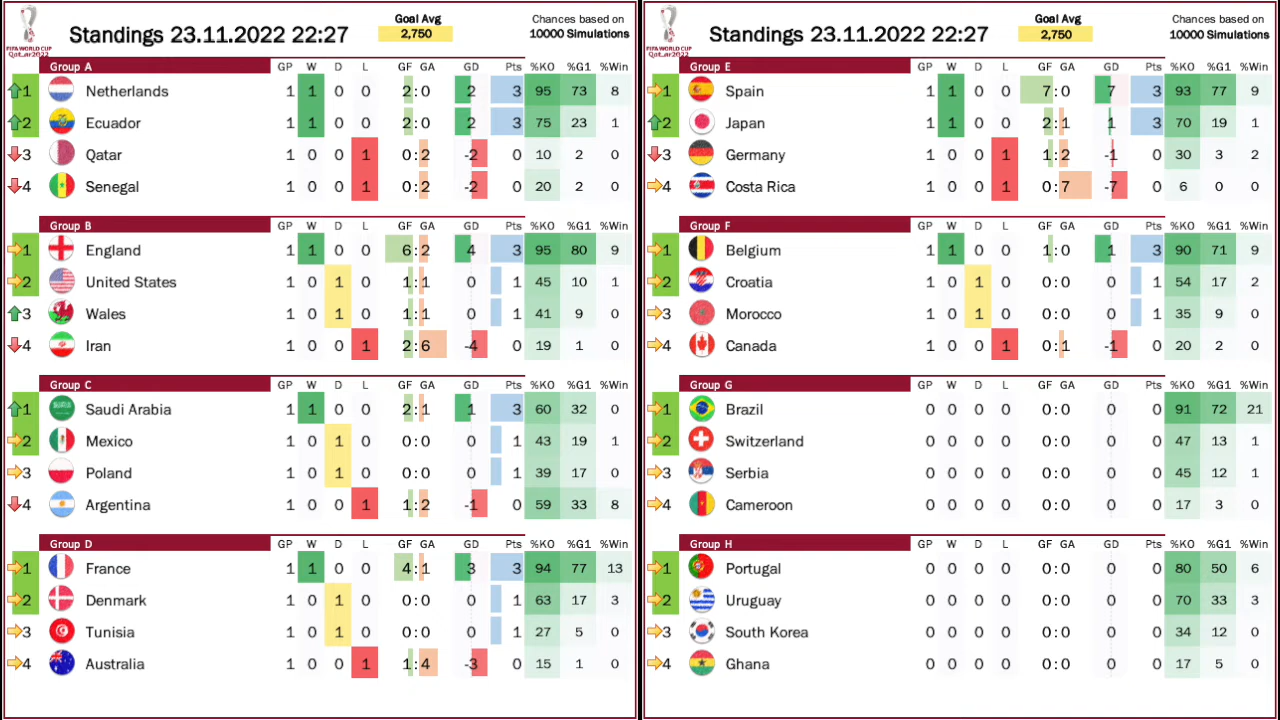 FIFA WORLD CUP
Qatar2022
Standings 23.11.2022 22:27
Goal Avg
2,750
Chances based on
10000 Simulations
Group A GP W D L GF GA GD Pts %KO %G1 %Win
1 Netherlands 1 1 0 0 2:0 2 3 95 73 8
2 Ecuador 1 1 0 0 2:0 2 3 75 23 1
3 Qatar 1 0 0 1 0:2 -2 0 10 2 0
4 Senegal 1 0 0 1 0:2 -2 0 20 2 0
Group B GP W D L GF GA GD Pts %KO %G1 %Win
1 England 1 1 0 0 6:2 4 3 95 80 9
2 United States 1 0 1 0 1:1 0 1 45 10 1
3 Wales 1 0 1 0 1:1 0 1 41 9 0
4 Iran 1 0 0 1 2:6 -4 0 19 1 0
Group C GP W D L GF GA GD Pts %KO %G1 %Win
1 Saudi Arabia 1 1 0 0 2:1 1 3 60 32 0
2 Mexico 1 0 1 0 0:0 0 1 43 19 1
3 Poland 1 0 1 0 0:0 0 1 39 17 0
4 Argentina 1 0 0 1 1:2 -1 0 59 33 8
Group D GP W D L GF GA GD Pts %KO %G1 %Win
1 France 1 1 0 0 4:1 3 3 94 77 13
2 Denmark 1 0 1 0 0:0 0 1 63 17 3
3 Tunisia 1 0 1 0 0:0 0 1 27 5 0
4 Australia 1 0 0 1 1:4 -3 0 15 1 0
FIFA WORLD CUP
Qatar2022
Standings 23.11.2022 22:27
Goal Avg
2,750
Chances based on
10000 Simulations
Group E GP W D L GF GA GD Pts %KO %G1 %Win
1 Spain 1 1 0 0 7:0 7 3 93 77 9
2 Japan 1 1 0 0 2:1 1 3 70 19 1
3 Germany 1 0 0 1 1:2 -1 0 30 3 2
4 Costa Rica 1 0 0 1 0:7 -7 0 6 0 0
Group F GP W D L GF GA GD Pts %KO %G1 %Win
1 Belgium 1 1 0 0 1:0 1 3 90 71 9
2 Croatia 1 0 1 0 0:0 0 1 54 17 2
3 Morocco 1 0 1 0 0:0 0 1 35 9 0
4 Canada 1 0 0 1 0:1 -1 0 20 2 0
Group G GP W D L GF GA GD Pts %KO %G1 %Win
1 Brazil 0 0 0 0 0:0 0 0 91 72 21
2 Switzerland 0 0 0 0 0:0 0 0 47 13 1
3 Serbia 0 0 0 0 0:0 0 0 45 12 1
4 Cameroon 0 0 0 0 0:0 0 0 17 3 0
Group H GP W D L GF GA GD Pts %KO %G1 %Win
1 Portugal 0 0 0 0 0:0 0 0 80 50 6
2 Uruguay 0 0 0 0 0:0 0 0 70 33 3
3 South Korea 0 0 0 0 0:0 0 0 34 12 0
4 Ghana 0 0 0 0 0:0 0 0 17 5 0